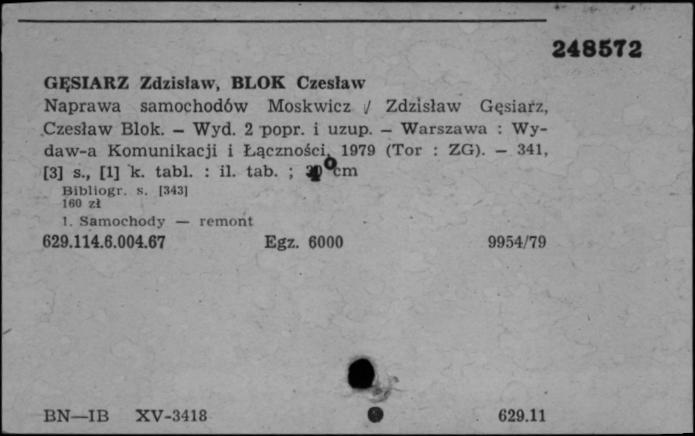 248572
GĘSIARZ Zdzisław, BLOK Czesław
Naprawa samochodów Moskwicz / Zdzisław Gęsiarz,
Czesław Blok. — Wyd. 2 popr. i uzup. — Warszawa : Wy-
daw-a Komunikacji i Łączności, 1979 (Tor : ZG). — 341,
[3] s., [1] k. tabl. : il. tab. ; cm
Bibliogr. s. [343]
160 zł
1. Samochody — remont
629.114.6.004.67 Egz. 6000 9954/79
BN—IB XV-3418 629.11